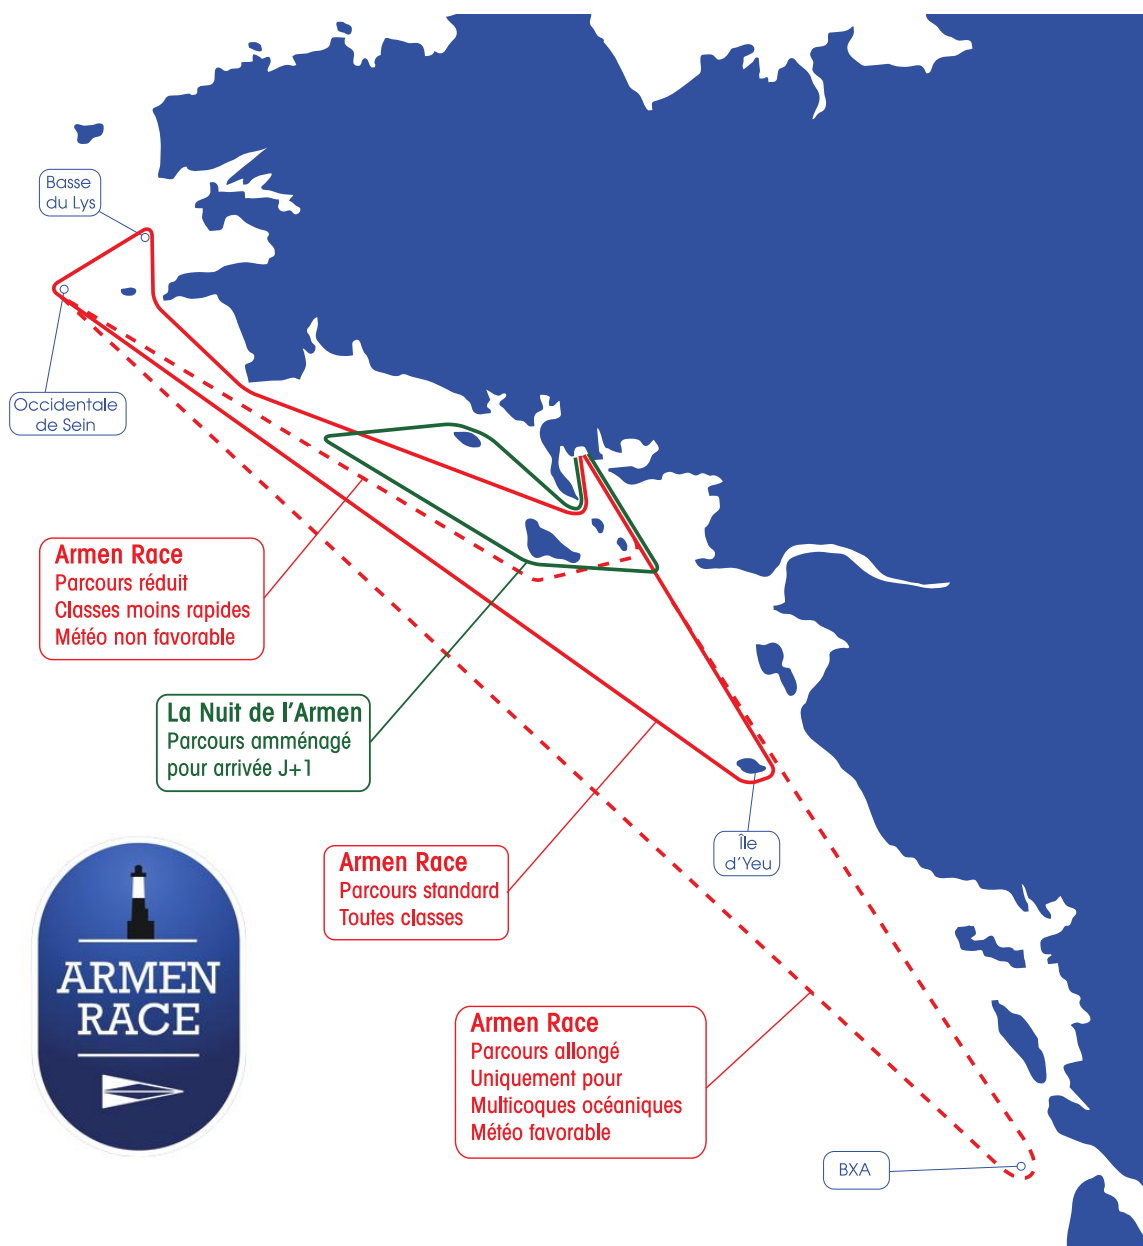 Basse
du Lys
Occidentale
de Sein
Armen Race
Parcours réduit
Classes moins rapides
Météo non favorable
La Nuit de l'Armen
Parcours amménagé
pour arrivée J+1
Armen Race
Parcours standard
Toutes classes
Île
d'Yeu
ARMEN
RACE
Armen Race
Parcours allongé
Uniquement pour
Multicoques océaniques
Météo favorable
BXA